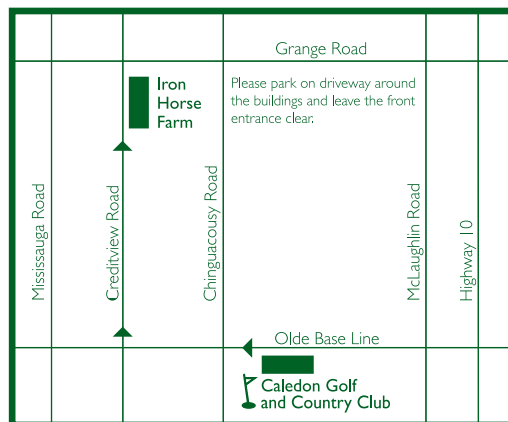 Grange Road
Iron
Horse
Farm
Please park on driveway around
the buildings and leave the front
entrance clear.
Mississauga Road
Creditview Road
Chinguacousy Road
McLaughlin Road
Highway 10
Olde Base Line
Caledon Golf
and Country Club